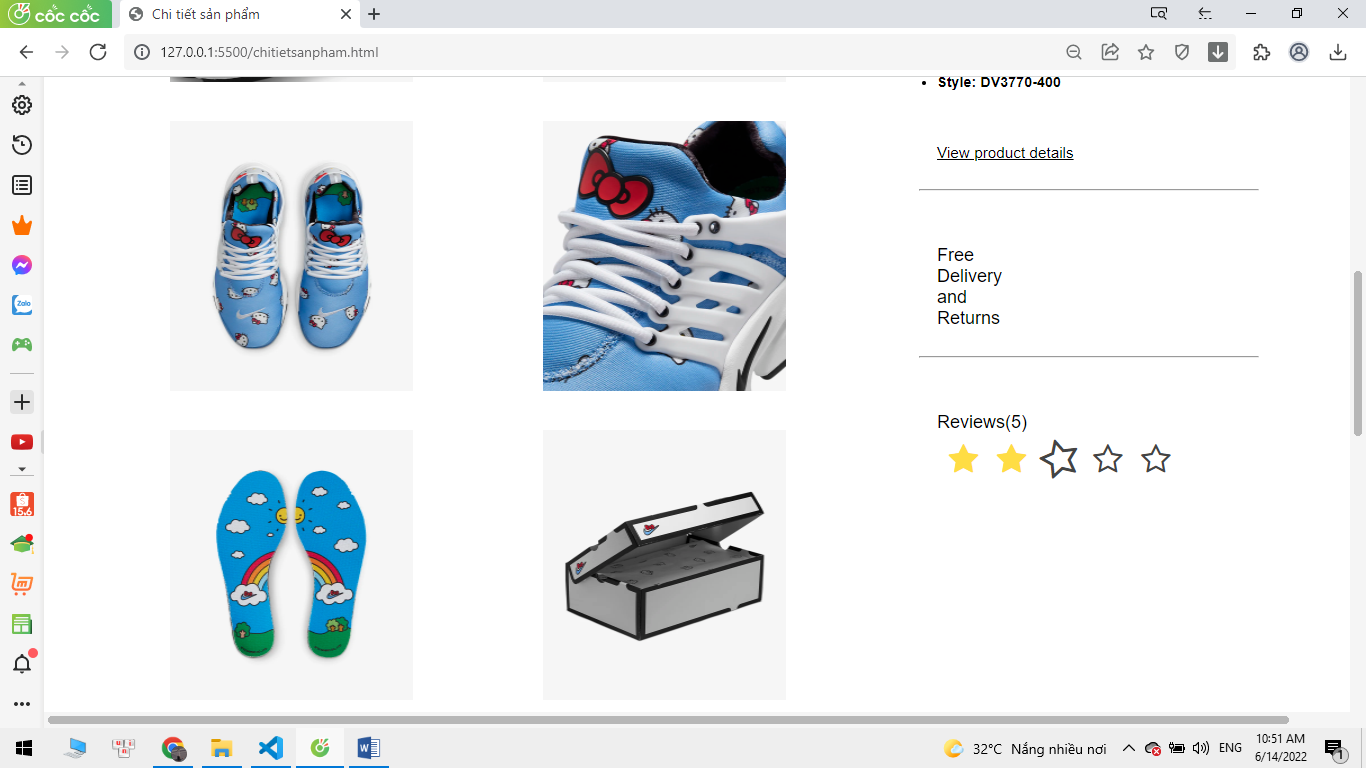 cốc cốc
Chi tiết sản phẩm
127.0.0.1:5500/chitietsanpham.html
Style: DV3770-400
View product details
Free
Delivery
and
Returns
Reviews(5)
Zalo
15.6
32°C Nắng nhiều nơi
ENG
10:51 AM
6/14/2022
1